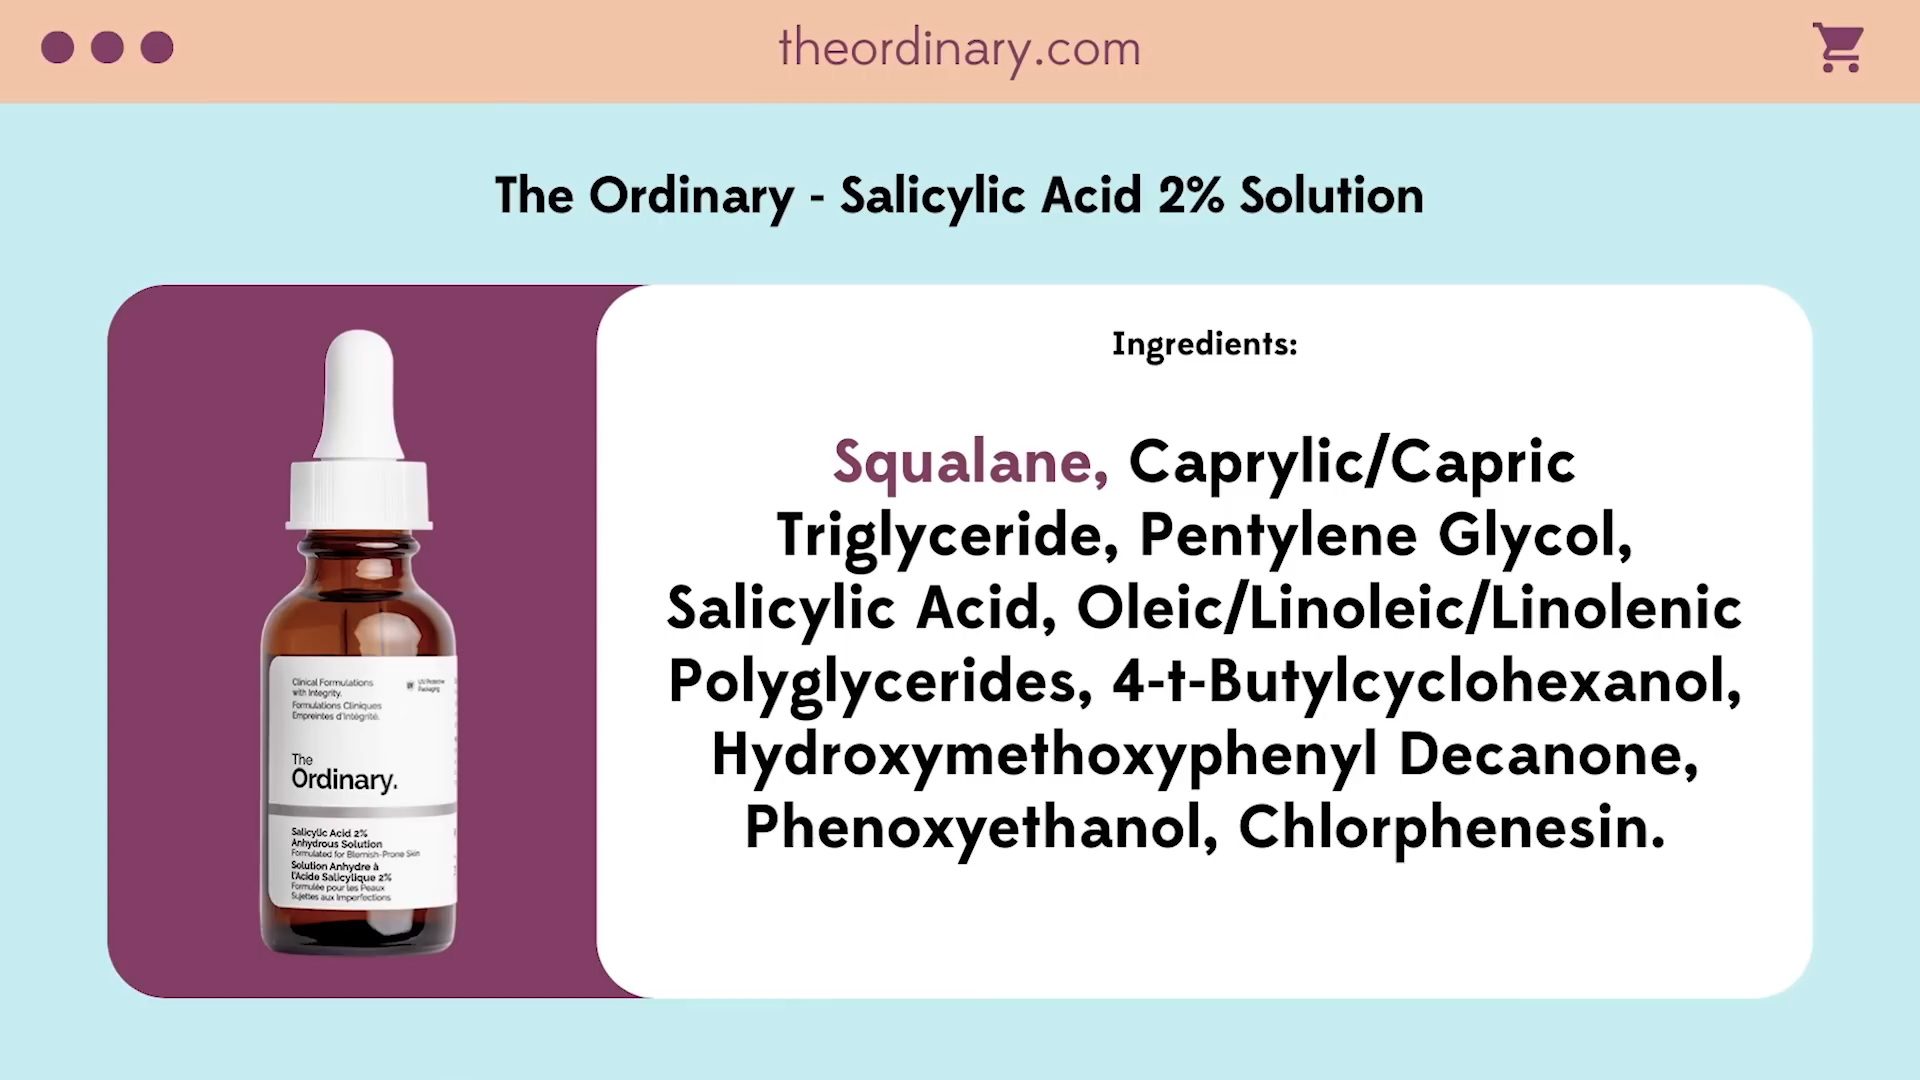 theordinary.com
The Ordinary - Salicylic Acid 2% Solution
Ingredients:
Squalane, Caprylic/Capric
Triglyceride, Pentylene Glycol,
Salicylic Acid, Oleic/Linoleic/Linolenic
Polyglycerides, 4-t-Butylcyclohexanol,
Hydroxymethoxyphenyl Decanone,
Phenoxyethanol, Chlorphenesin.
Clinical Formulations
with Integrity.
Formulations Cliniques
Empreintes d'Intégrité.
UV Protective
Packaging
The
Ordinary.
Salicylic Acid 2%
Anhydrous Solution
Formulated for Blemish-Prone Skin
Solution Anhydre à
l'Acide Salicylique 2%
Formulée pour les Peaux
Sujettes aux Imperfections